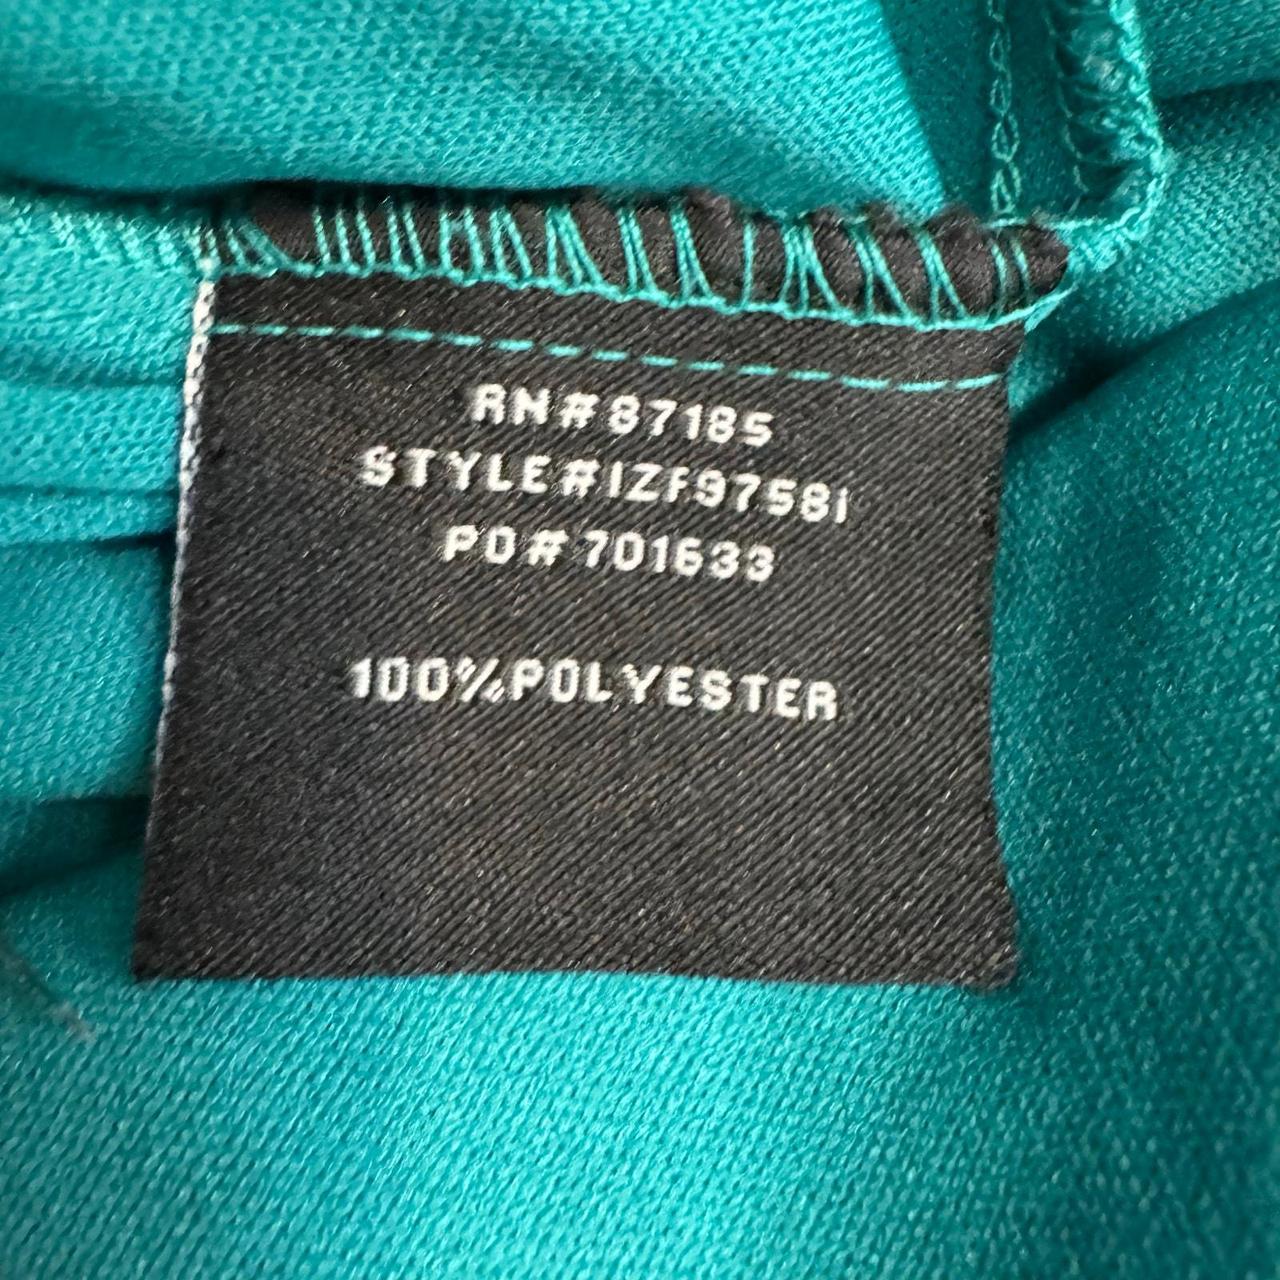 RN#87185
STYLE#IZF97581
PO#701633
100%POLYESTER